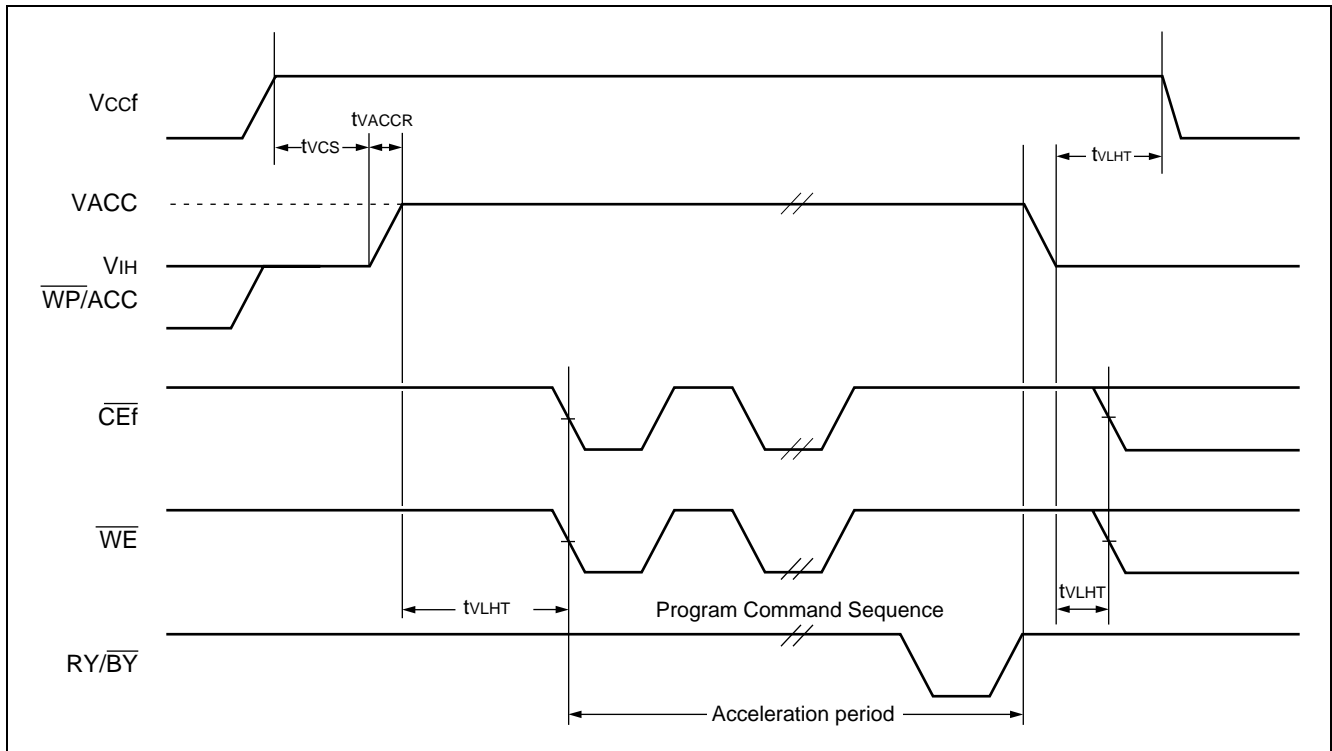 Vccf
tVACCR
tVCS
tVLHT
VACC
VIH
WP/ACC
CEf
WE
tVLHT
Program Command Sequence
tVLHT
RY/BY
Acceleration period